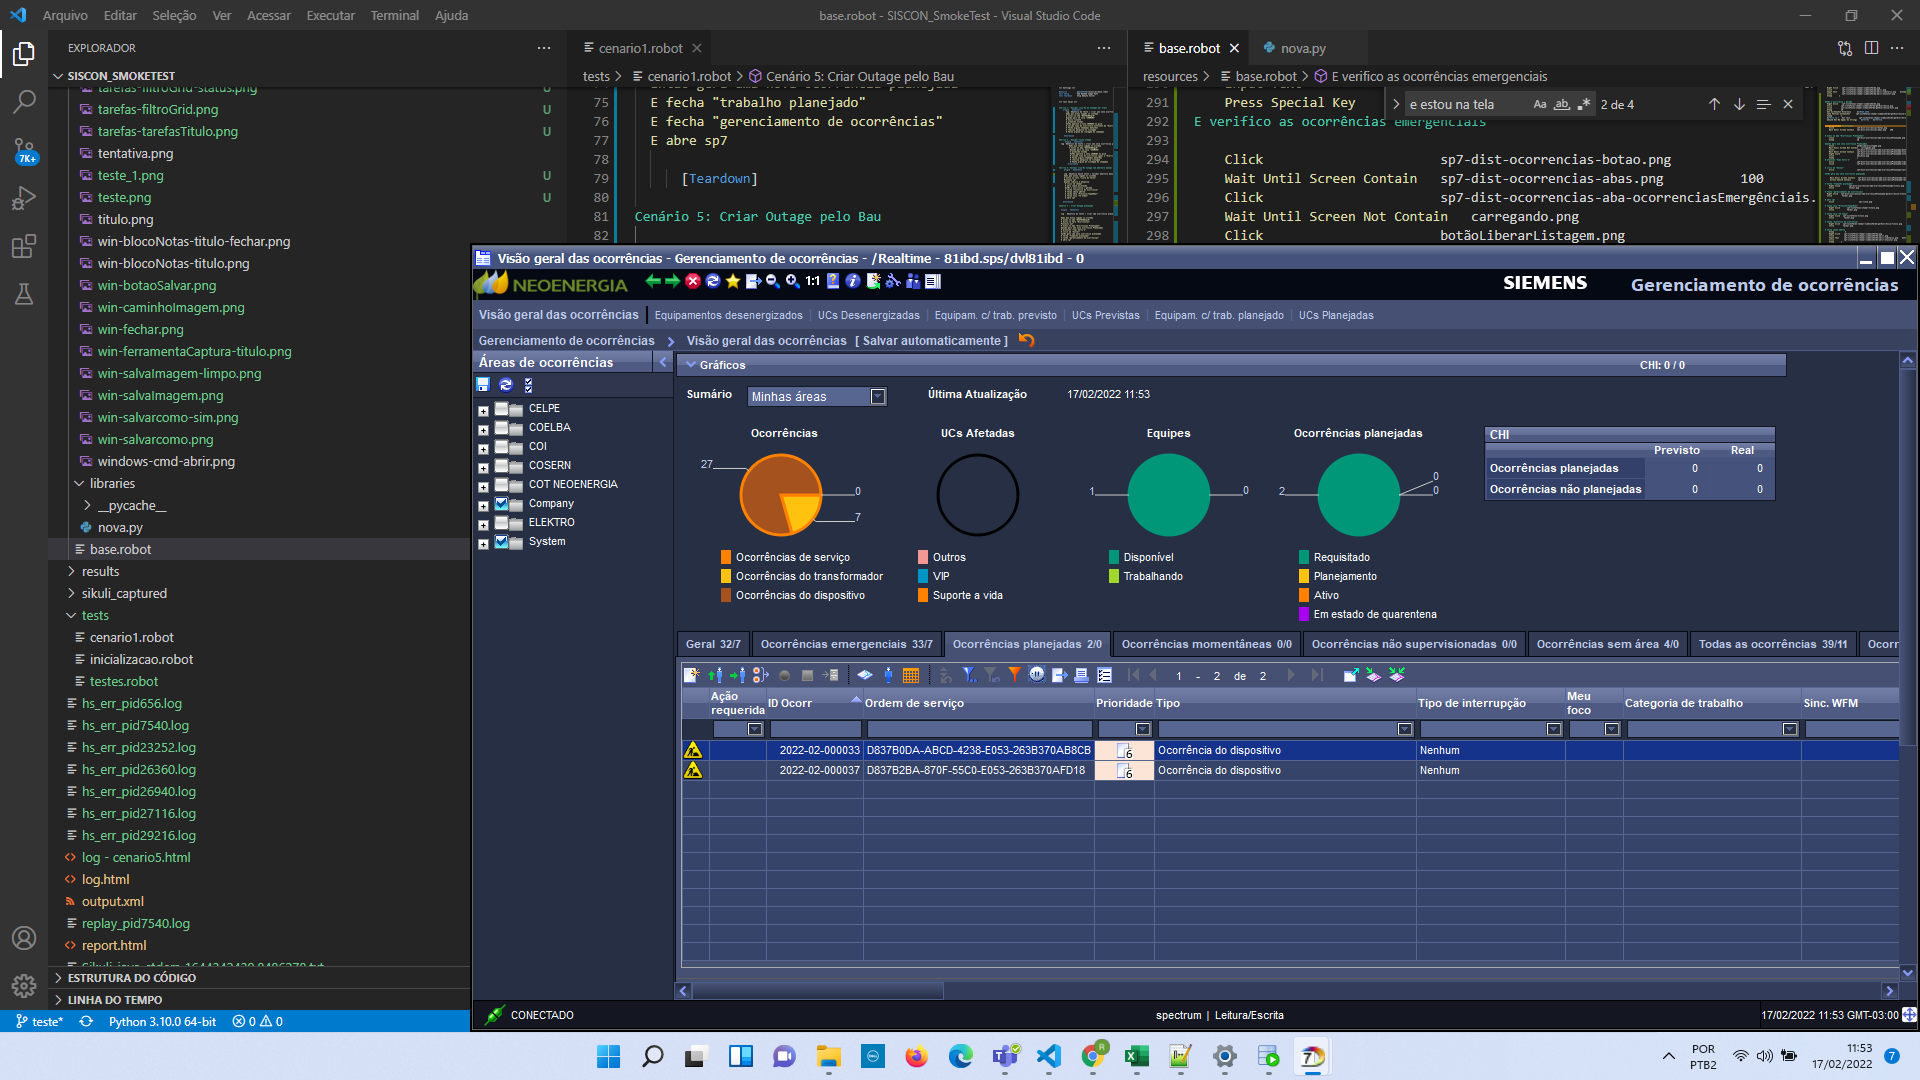 Arquivo Editar Seleção Ver Acessar Executar Terminal Ajuda
base.robot - SISCON_SmokeTest - Visual Studio Code
EXPLORADOR
SISCON_SMOKETEST
tarefas-filtroGrid-status.png U
tarefas-filtroGrid.png U
tarefas-tarefasTitulo.png U
tentativa.png
teste_1.png U
teste.png U
titulo.png
win-blocoNotas-titulo-fechar.png
win-blocoNotas-titulo.png
win-botaoSalvar.png
win-caminhoImagem.png
win-fechar.png
win-ferramentaCaptura-titulo.png
win-salvaImagem-limpo.png
win-salvaImagem.png
win-salvarcomo-sim.png
win-salvarcomo.png
windows-cmd-abrir.png
libraries
__pycache__
nova.py
base.robot
results
sikuli_captured
tests
cenario1.robot
inicializacao.robot
testes.robot
hs_err_pid656.log
hs_err_pid7540.log
hs_err_pid23252.log
hs_err_pid26360.log
hs_err_pid26940.log
hs_err_pid27116.log
hs_err_pid29216.log
log - cenario5.html
log.html
output.xml
replay_pid7540.log
report.html
ESTRUTURA DO CÓDIGO
LINHA DO TEMPO
7K+
teste* Python 3.10.0 64-bit 0 0
cenario1.robot
tests > cenario1.robot > Cenário 5: Criar Outage pelo Bau
75 E fecha "trabalho planejado"
76 E fecha "gerenciamento de ocorrências"
77 E abre sp7
78
79 [Teardown]
80
81 Cenário 5: Criar Outage pelo Bau
82
base.robot nova.py
resources > base.robot > E verifico as ocorrências emergenciais
e estou na tela Aa ab 2 de 4
291 Press Special Key
292 E verifico as ocorrências emergenciais
293
294 Click sp7-dist-ocorrencias-botao.png
295 Wait Until Screen Contain sp7-dist-ocorrencias-abas.png 100
296 Click sp7-dist-ocorrencias-aba-ocorrenciasEmergênciais.
297 Wait Until Screen Not Contain carregando.png
298 Click botãoLiberarListagem.png
Visão geral das ocorrências - Gerenciamento de ocorrências - /Realtime - 81ibd.sps/dvl81ibd - 0
NEOENERGIA 1:1 SIEMENS Gerenciamento de ocorrências
Visão geral das ocorrências | Equipamentos desenergizados | UCs Desenergizadas | Equipam. c/ trab. previsto | UCs Previstas | Equipam. c/ trab. planejado | UCs Planejadas
Gerenciamento de ocorrências > Visão geral das ocorrências [ Salvar automaticamente ]
Áreas de ocorrências
CELPE
COELBA
COI
COSERN
COT NEOENERGIA
Company
ELEKTRO
System
Gráficos CHI: 0 / 0
Sumário Minhas áreas Última Atualização 17/02/2022 11:53
Ocorrências UCs Afetadas Equipes Ocorrências planejadas
27 0 7
1 0
2 0 0
Ocorrências de serviço
Ocorrências do transformador
Ocorrências do dispositivo
Outros
VIP
Suporte a vida
Disponível
Trabalhando
Requisitado
Planejamento
Ativo
Em estado de quarentena
CHI
Previsto Real
Ocorrências planejadas 0 0
Ocorrências não planejadas 0 0
Geral 32/7 Ocorrências emergenciais 33/7 Ocorrências planejadas 2/0 Ocorrências momentâneas 0/0 Ocorrências não supervisionadas 0/0 Ocorrências sem área 4/0 Todas as ocorrências 39/11 Ocorr
1 - 2 de 2
Ação requerida ID Ocorr Ordem de serviço Prioridade Tipo Tipo de interrupção Meu foco Categoria de trabalho Sinc. WFM
2022-02-000033 D837B0DA-ABCD-4238-E053-263B370AB8CB 6 Ocorrência do dispositivo Nenhum
2022-02-000037 D837B2BA-870F-55C0-E053-263B370AFD18 6 Ocorrência do dispositivo Nenhum
CONECTADO spectrum | Leitura/Escrita 17/02/2022 11:53 GMT-03:00
POR
PTB2
11:53
17/02/2022
7